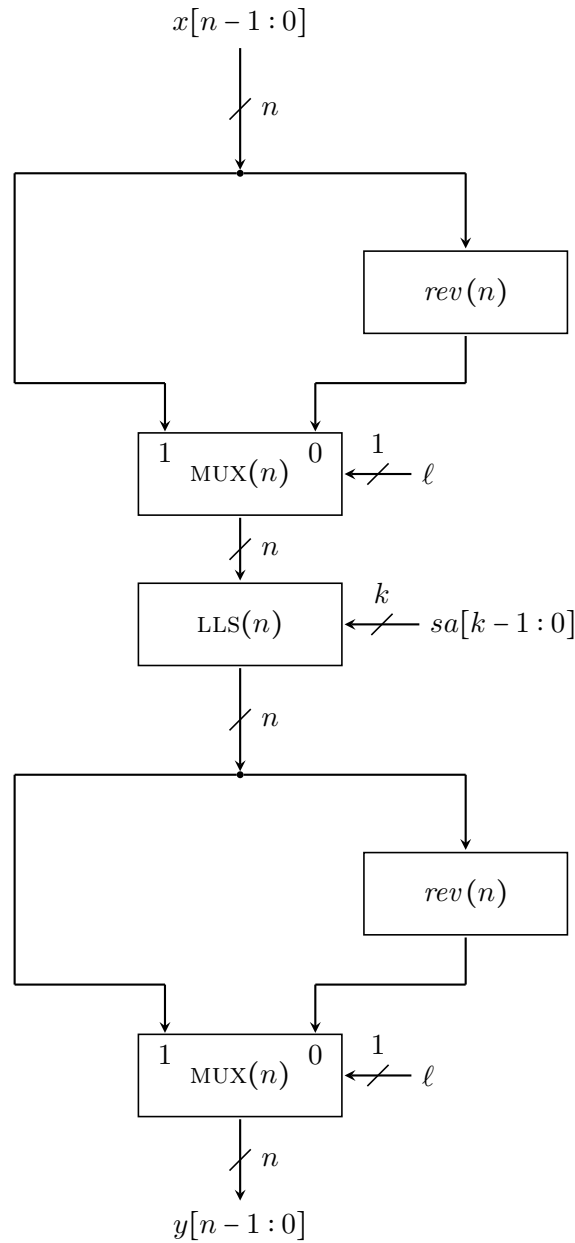 x[n − 1 : 0]
n
rev(n)
1 0 1
MUX(n) ℓ
n
k
LLS(n) sa[k − 1 : 0]
n
rev(n)
1 0 1
MUX(n) ℓ
n
y[n − 1 : 0]